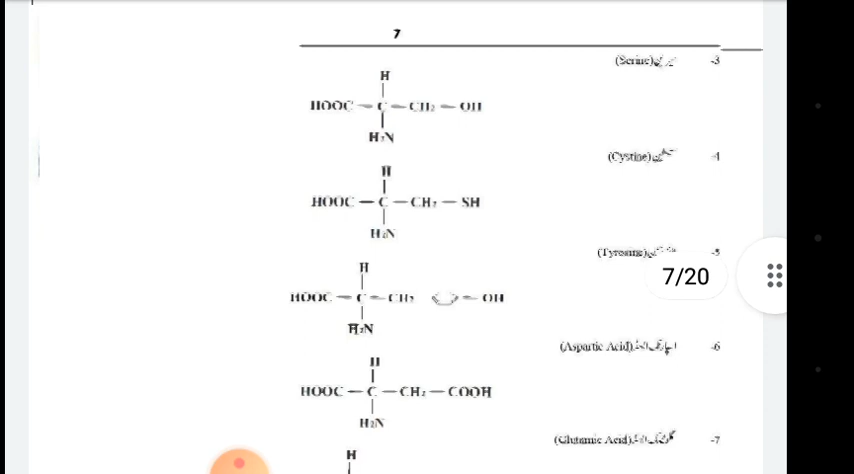 7
(Serine) -3
H
HOOC — C — CH2 — OH
H2N
(Cystine) -4
H
HOOC — C — CH2 — SH
H2N
(Tyrosine) -5
7/20
H
HOOC — C — CH2 — OH
H2N
(Aspartic Acid) -6
H
HOOC — C — CH2 — COOH
H2N
(Glutamic Acid) -7
H